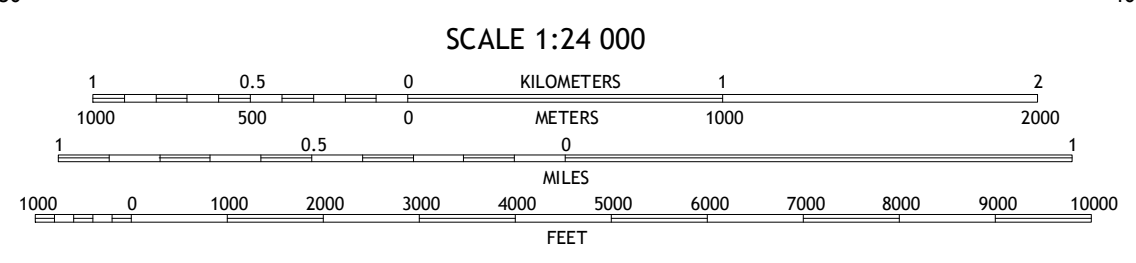 SCALE 1:24 000
1 0.5 0 KILOMETERS 1 2
1000 500 0 METERS 1000 2000
1 0.5 0 1
MILES
1000 0 1000 2000 3000 4000 5000 6000 7000 8000 9000 10000
FEET